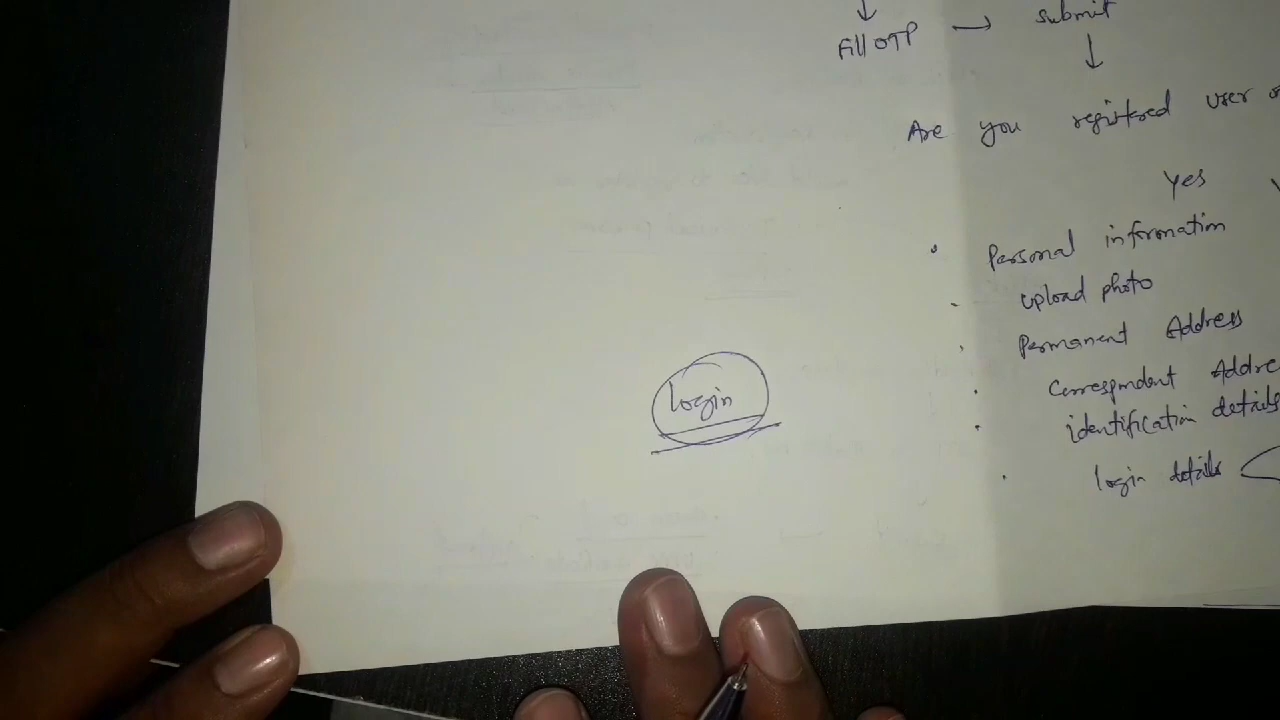 Fill OTP → submit
Are you registered user
yes
• Personal information
• upload photo
• Permanent Address
• Correspondent Addre
• identification details
• login details
login